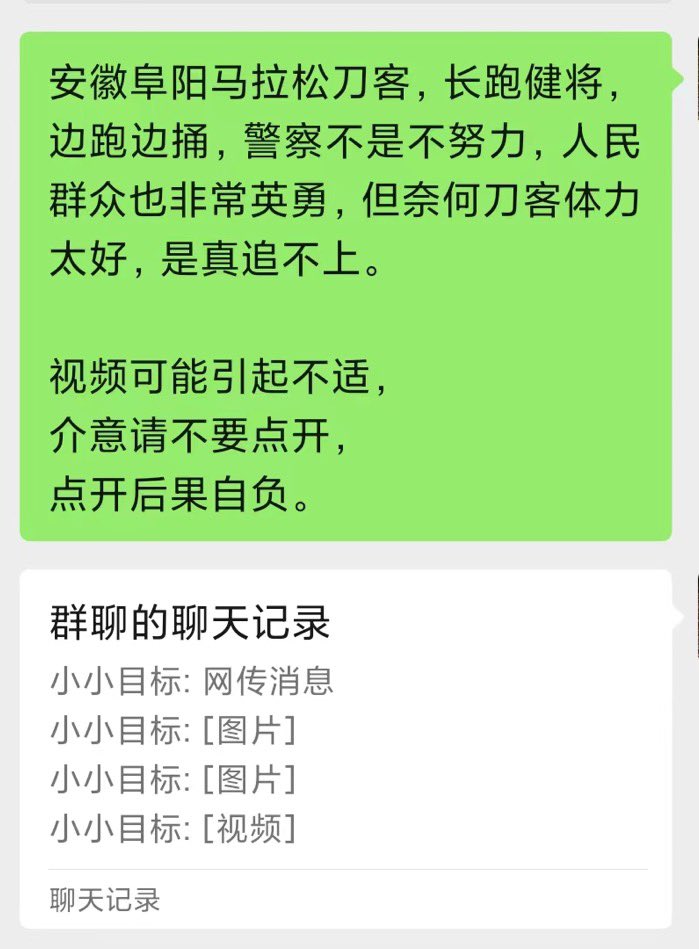 安徽阜阳马拉松刀客，长跑健将，
边跑边捅，警察不是不努力，人民
群众也非常英勇，但奈何刀客体力
太好，是真追不上。
视频可能引起不适，
介意请不要点开，
点开后果自负。
群聊的聊天记录
小小目标: 网传消息
小小目标: [图片]
小小目标: [图片]
小小目标: [视频]
聊天记录